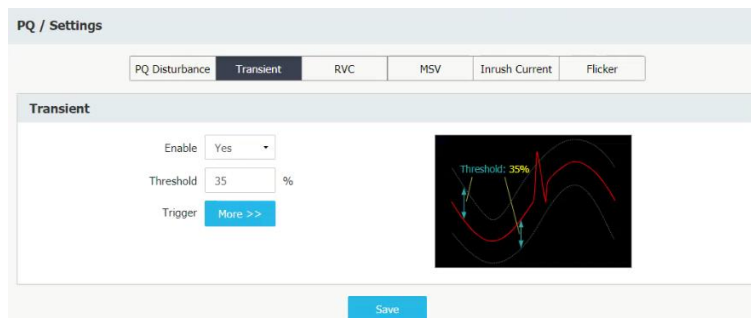 PQ / Settings
PQ Disturbance Transient RVC MSV Inrush Current Flicker
Transient
Enable Yes
Threshold 35 %
Trigger More >>
Threshold: 35%
Save